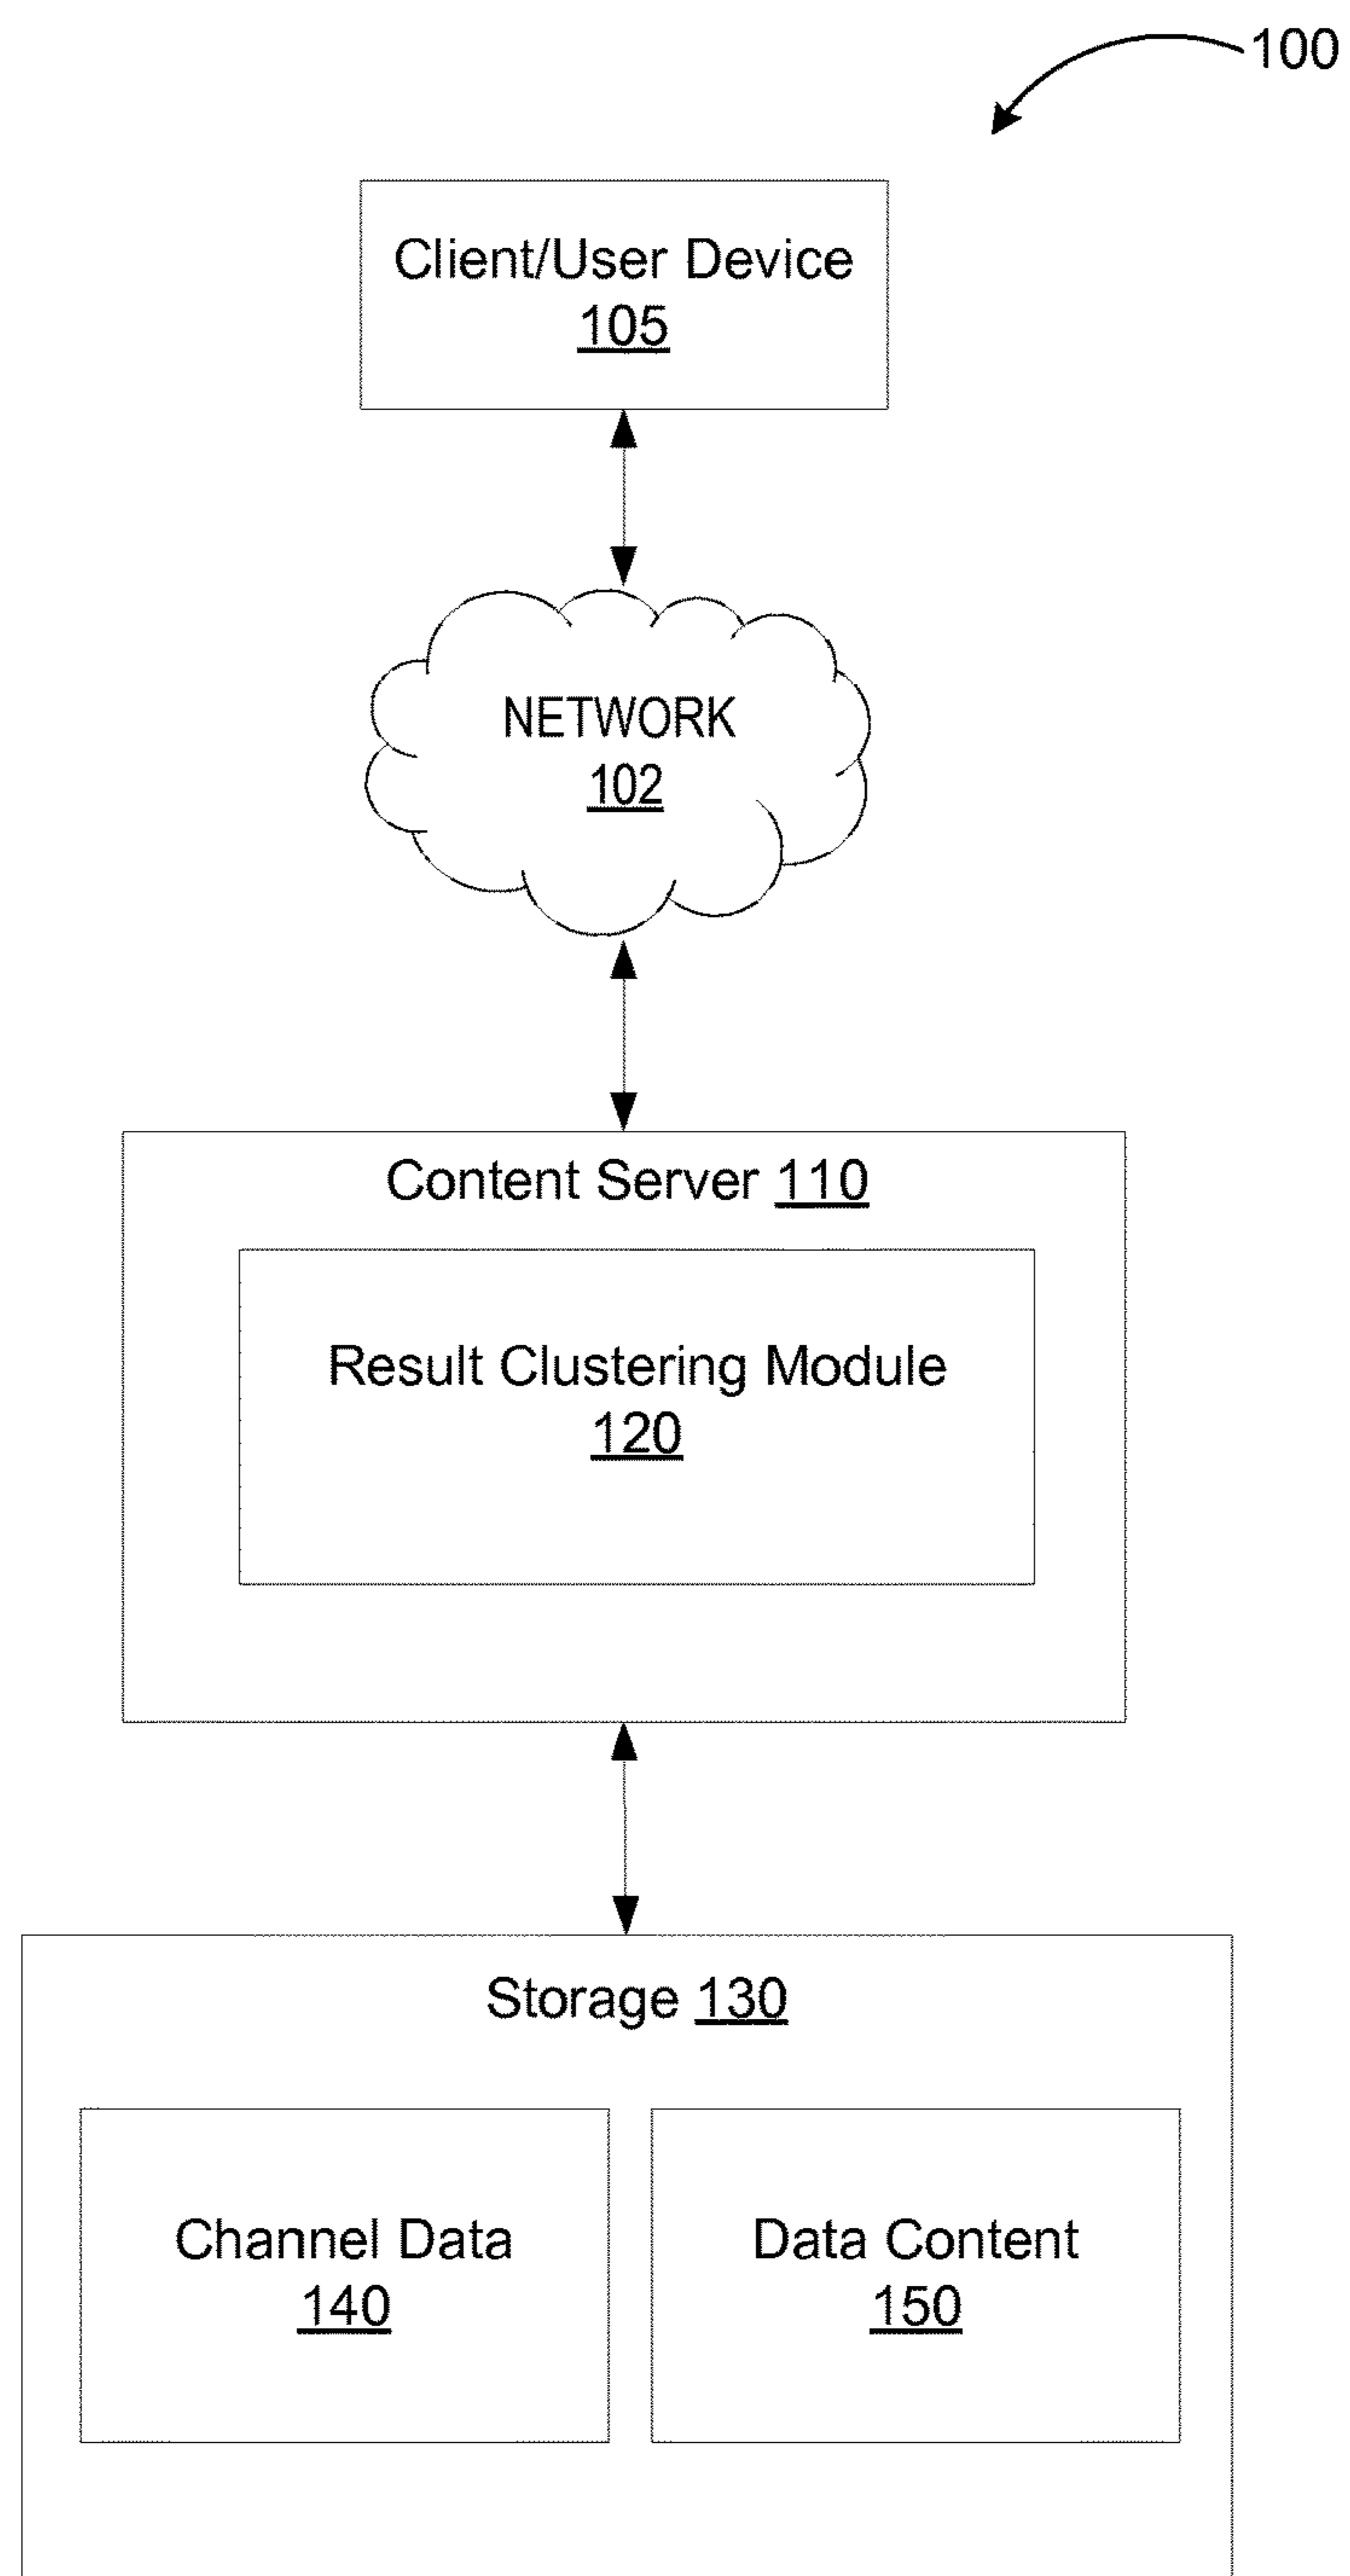 100
Client/User Device
105
NETWORK
102
Content Server 110
Result Clustering Module
120
Storage 130
Channel Data
140
Data Content
150